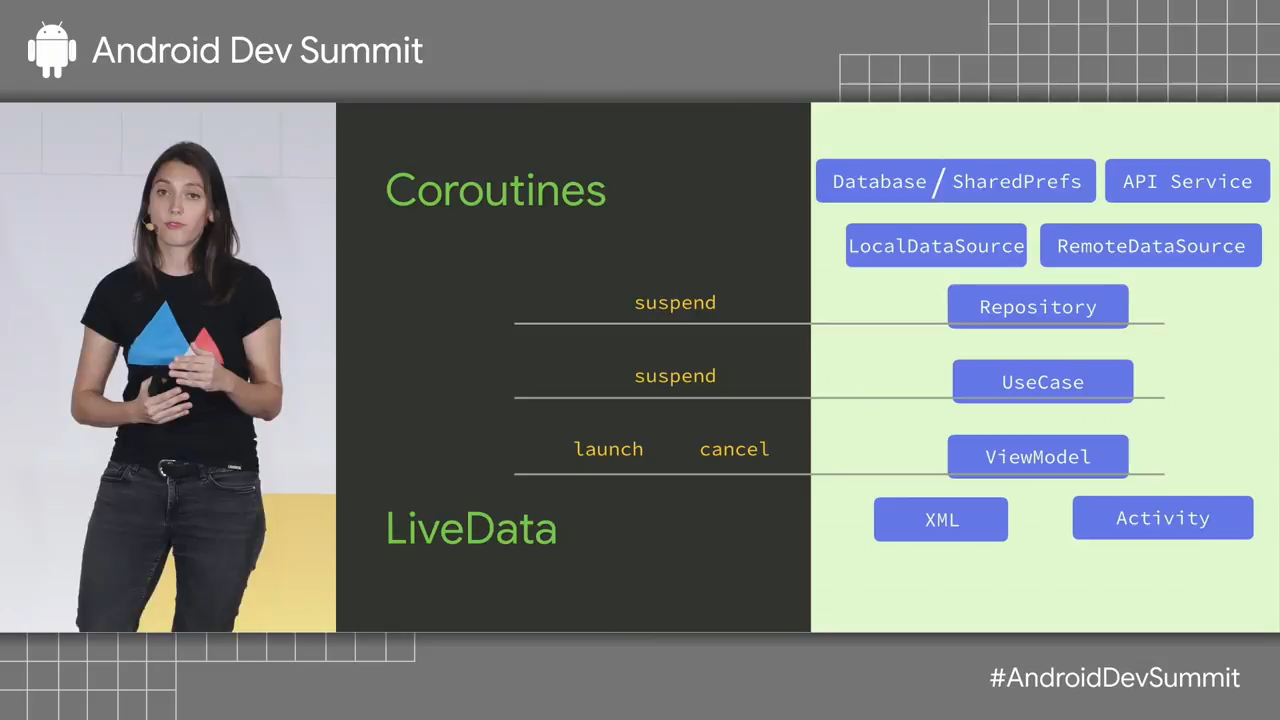 Android Dev Summit
Coroutines
Database / SharedPrefs
API Service
LocalDataSource
RemoteDataSource
suspend
Repository
suspend
UseCase
launch cancel
ViewModel
LiveData
XML
Activity
#AndroidDevSummit